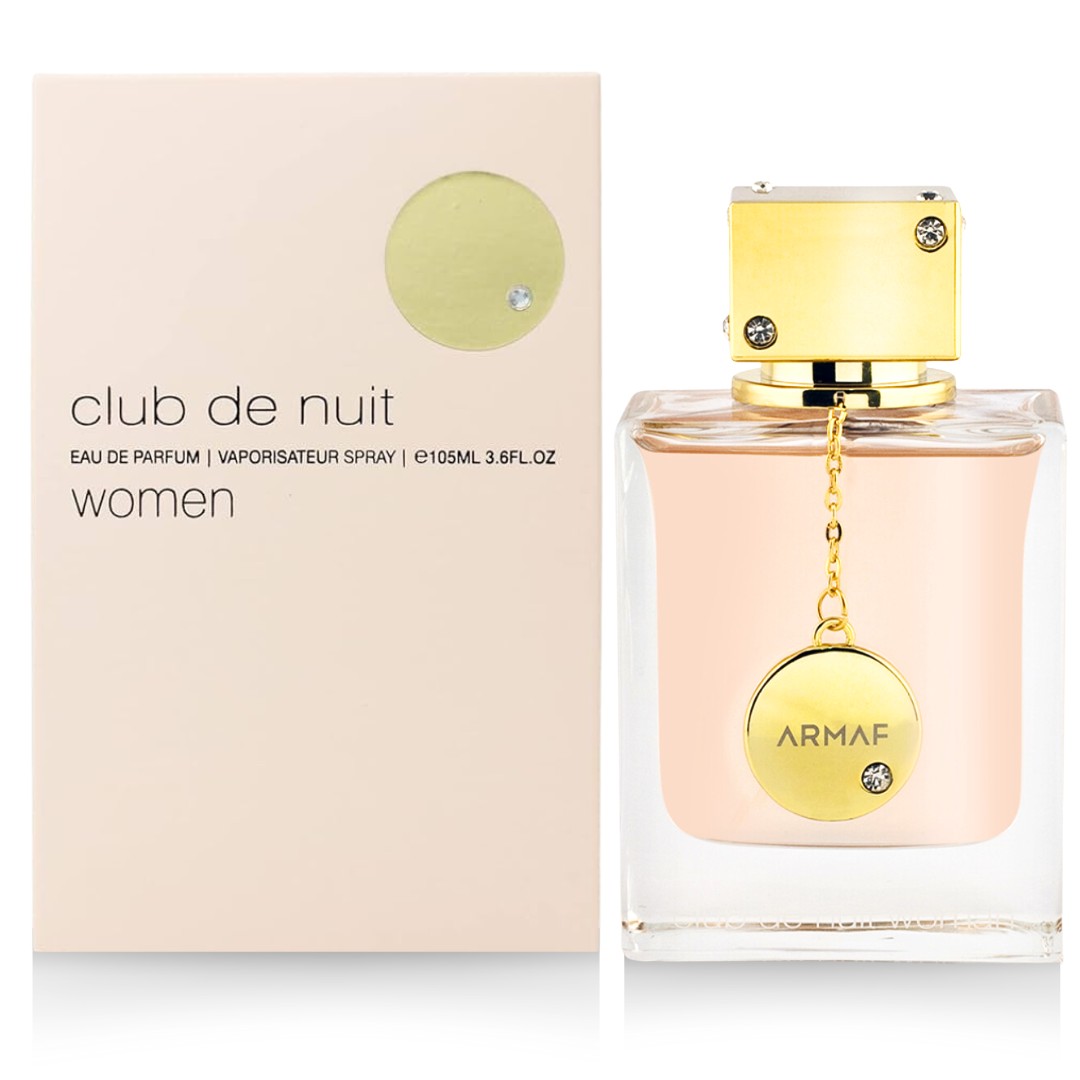 club de nuit
EAU DE PARFUM | VAPORISATEUR SPRAY | ℮105ML 3.6FL.OZ
women
ARMAF